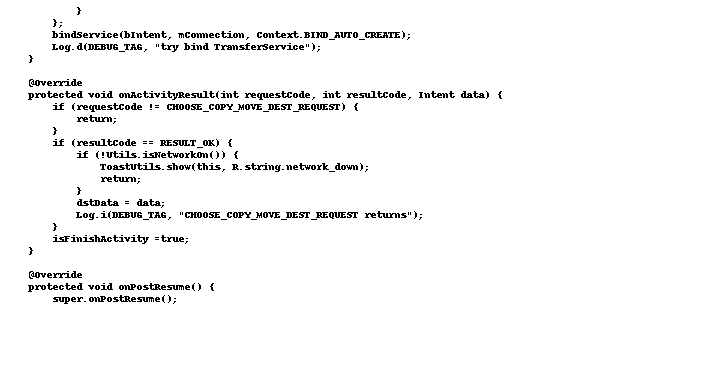 }
    };
    bindService(bIntent, mConnection, Context.BIND_AUTO_CREATE);
    Log.d(DEBUG_TAG, "try bind TransferService");
}
@Override
protected void onActivityResult(int requestCode, int resultCode, Intent data) {
    if (requestCode != CHOOSE_COPY_MOVE_DEST_REQUEST) {
        return;
    }
    if (resultCode == RESULT_OK) {
        if (!Utils.isNetworkOn()) {
            ToastUtils.show(this, R.string.network_down);
            return;
        }
        dstData = data;
        Log.i(DEBUG_TAG, "CHOOSE_COPY_MOVE_DEST_REQUEST returns");
    }
    isFinishActivity =true;
}
@Override
protected void onPostResume() {
    super.onPostResume();